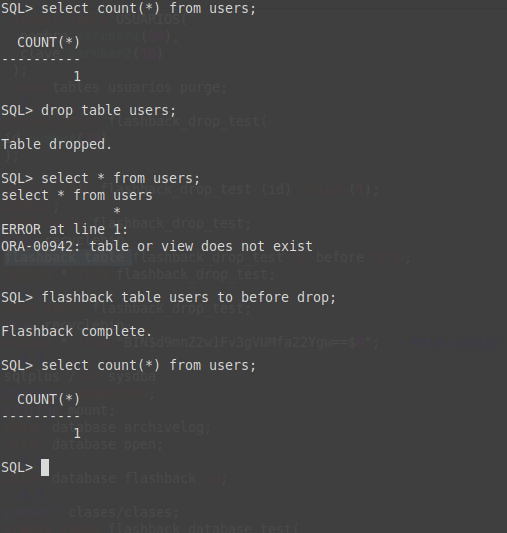 SQL> select count(*) from users;
COUNT(*)
----------
1
SQL> drop table users;
Table dropped.
SQL> select * from users;
select * from users
*
ERROR at line 1:
ORA-00942: table or view does not exist
SQL> flashback table users to before drop;
Flashback complete.
SQL> select count(*) from users;
COUNT(*)
----------
1
SQL>